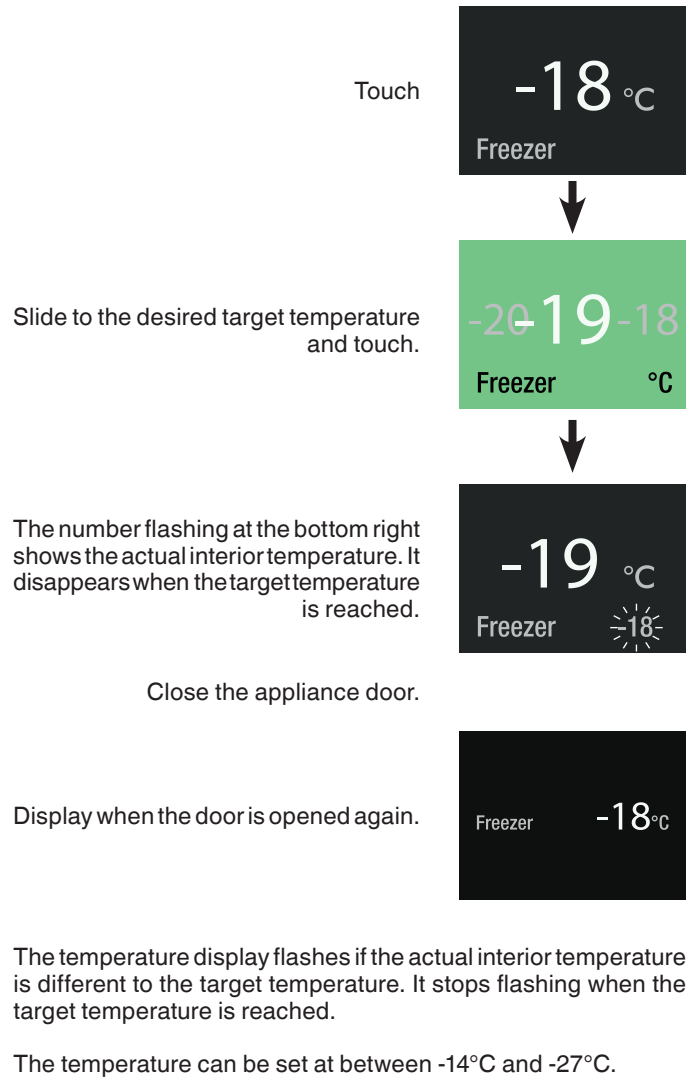 Touch
-18 °C
Freezer
Slide to the desired target temperature
and touch.
-20 -19 -18
Freezer °C
The number flashing at the bottom right
shows the actual interior temperature. It
disappears when the target temperature
is reached.
-19 °C
Freezer -18
Close the appliance door.
Display when the door is opened again.
Freezer -18°C
The temperature display flashes if the actual interior temperature
is different to the target temperature. It stops flashing when the
target temperature is reached.
The temperature can be set at between -14°C and -27°C.